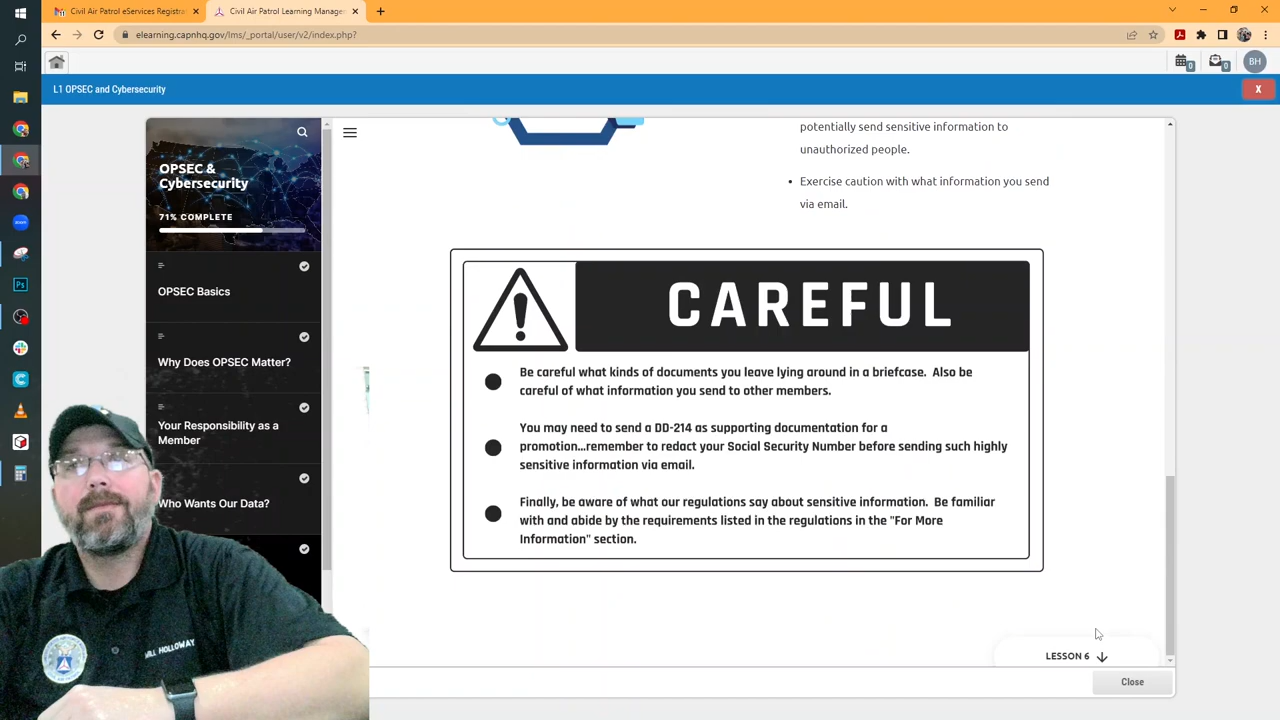 Civil Air Patrol eServices Registra
Civil Air Patrol Learning Manage
elearning.capnhq.gov/lms/_portal/user/v2/index.php?
0
0
BH
L1 OPSEC and Cybersecurity
X
OPSEC &
Cybersecurity
71% COMPLETE
OPSEC Basics
Why Does OPSEC Matter?
Your Responsibility as a
Member
Who Wants Our Data?
potentially send sensitive information to
unauthorized people.
• Exercise caution with what information you send
via email.
CAREFUL
Be careful what kinds of documents you leave lying around in a briefcase. Also be
careful of what information you send to other members.
You may need to send a DD-214 as supporting documentation for a
promotion...remember to redact your Social Security Number before sending such highly
sensitive information via email.
Finally, be aware of what our regulations say about sensitive information. Be familiar
with and abide by the requirements listed in the regulations in the "For More
Information" section.
LESSON 6
Close
zoom
Ps
HOLLOWAY